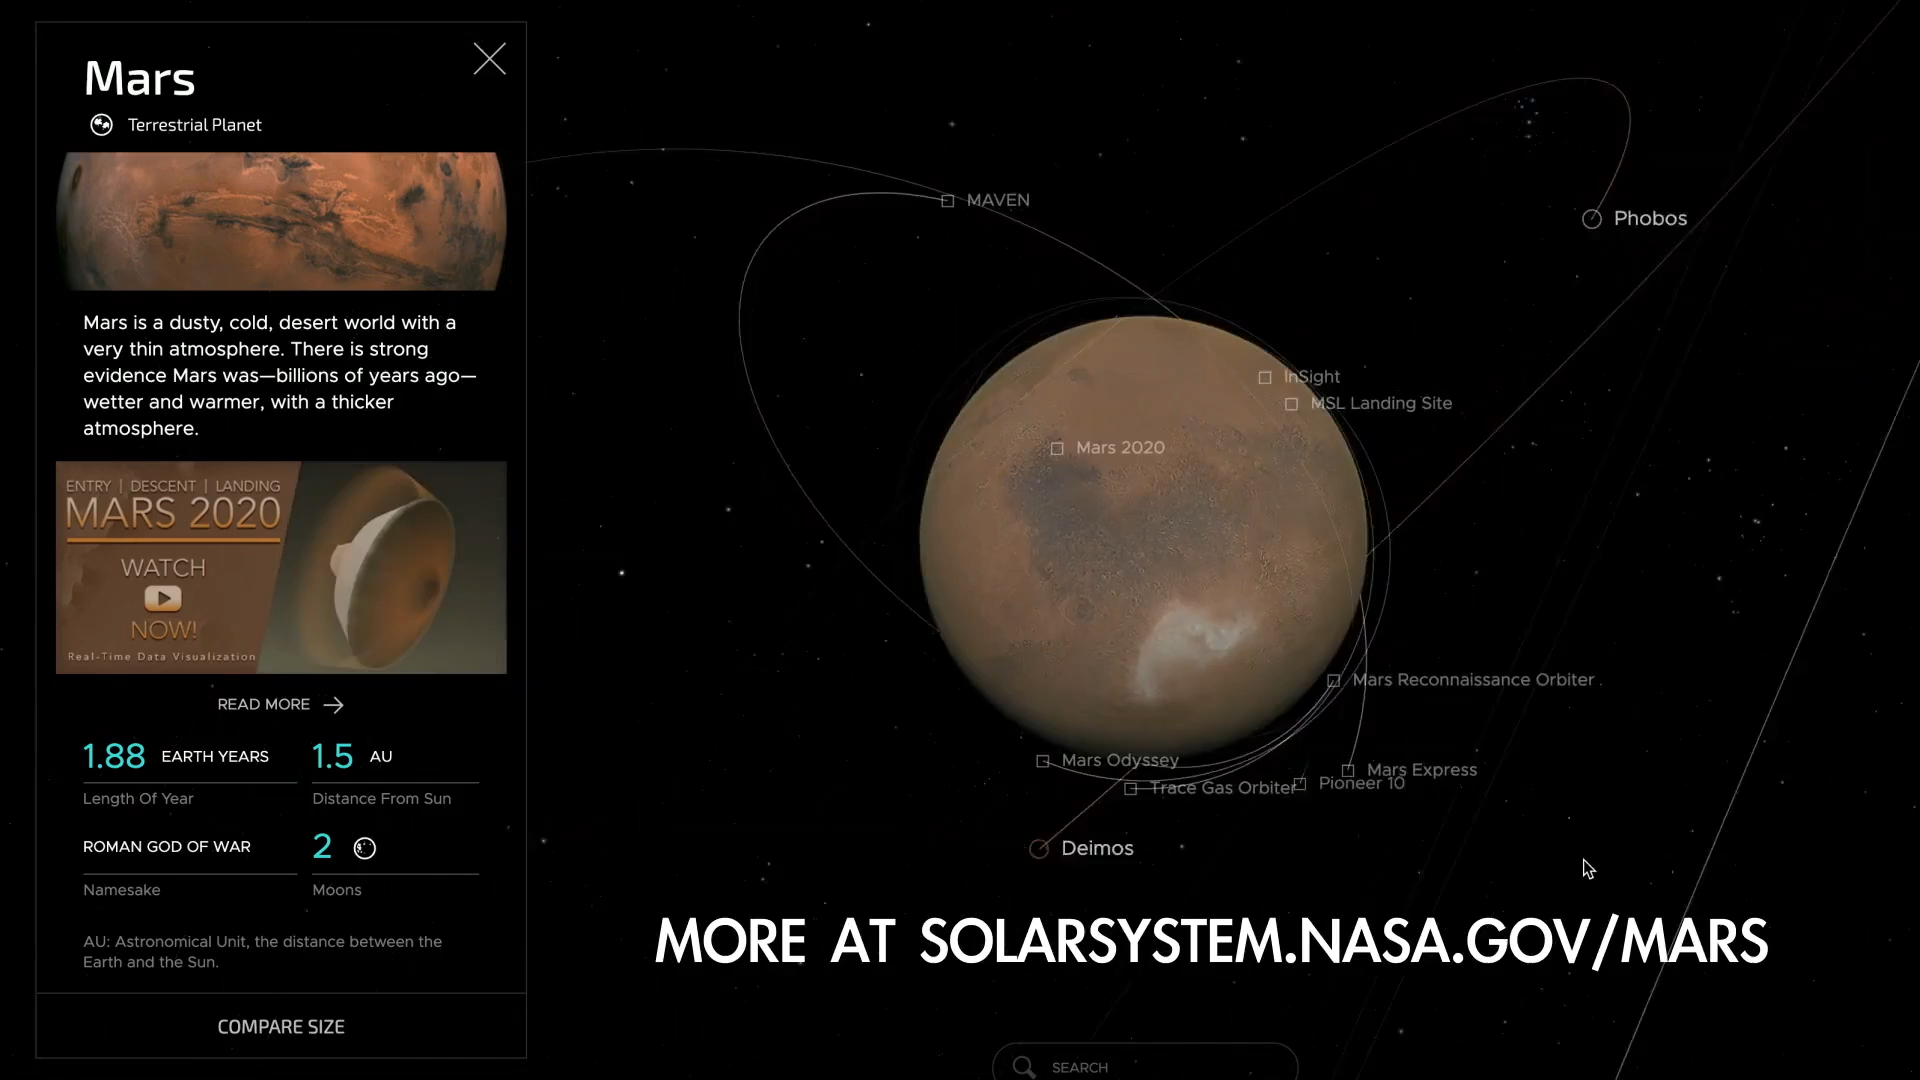 Mars
Terrestrial Planet
Mars is a dusty, cold, desert world with a
very thin atmosphere. There is strong
evidence Mars was—billions of years ago—
wetter and warmer, with a thicker
atmosphere.
ENTRY | DESCENT | LANDING
MARS 2020
WATCH
NOW!
Real-Time Data Visualization
READ MORE
1.88 EARTH YEARS
Length Of Year
1.5 AU
Distance From Sun
ROMAN GOD OF WAR
Namesake
2
Moons
AU: Astronomical Unit, the distance between the
Earth and the Sun.
COMPARE SIZE
MAVEN
Phobos
InSight
MSL Landing Site
Mars 2020
Mars Reconnaissance Orbiter
Mars Odyssey
Mars Express
Pioneer 10
Trace Gas Orbiter
Deimos
MORE AT SOLARSYSTEM.NASA.GOV/MARS
SEARCH